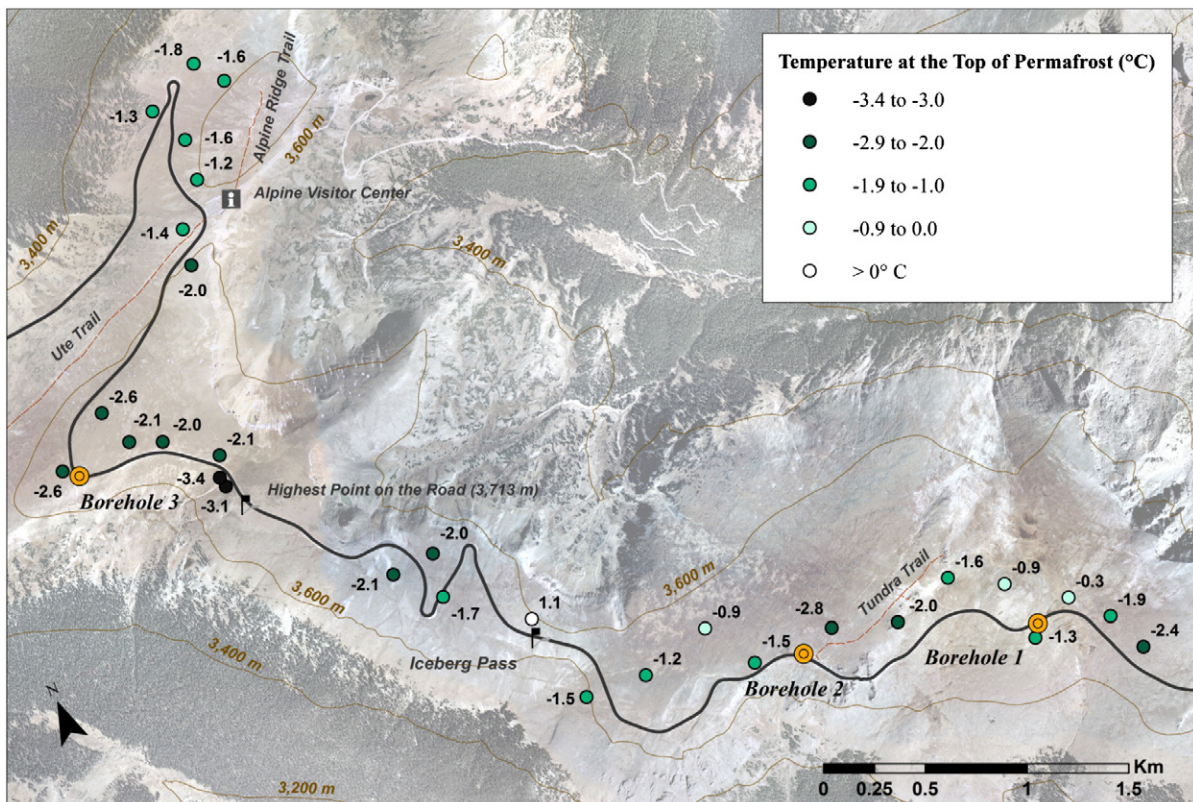 Temperature at the Top of Permafrost (°C)
-3.4 to -3.0
-2.9 to -2.0
-1.9 to -1.0
-0.9 to 0.0
> 0° C
-1.8
-1.6
-1.3
-1.6
-1.2
Alpine Ridge Trail
3,600 m
i
Alpine Visitor Center
-1.4
3,400 m
3,400 m
-2.0
Ute Trail
-2.6
-2.1
-2.0
-2.1
-2.6
-3.4
Borehole 3
-3.1
Highest Point on the Road (3,713 m)
-2.0
-2.1
3,600 m
-1.7
1.1
3,600 m
Iceberg Pass
3,400 m
-0.9
-2.8
Tundra Trail
-1.6
-0.9
-0.3
-2.0
-1.9
-1.5
-1.3
-2.4
Borehole 1
-1.2
Borehole 2
-1.5
N
3,200 m
Km
0 0.25 0.5 1 1.5